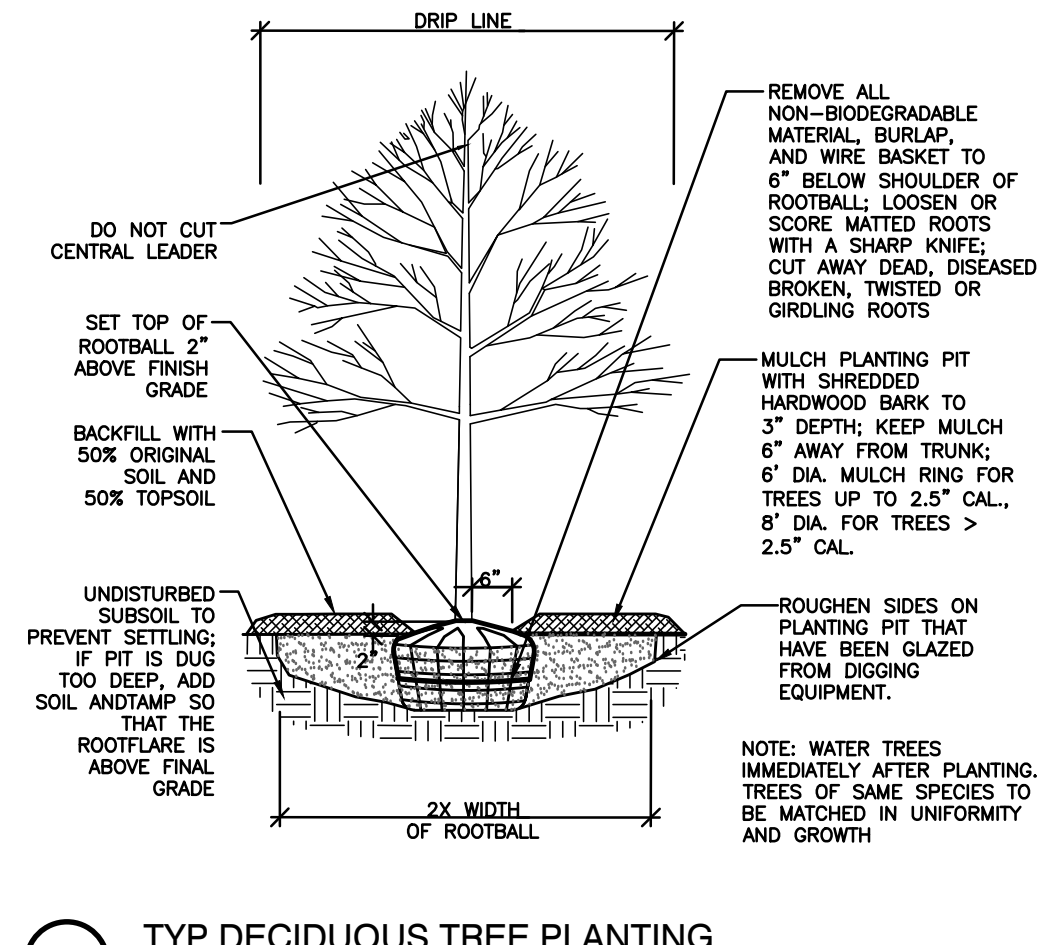 DRIP LINE
DO NOT CUT
CENTRAL LEADER
SET TOP OF
ROOTBALL 2"
ABOVE FINISH
GRADE
BACKFILL WITH
50% ORIGINAL
SOIL AND
50% TOPSOIL
UNDISTURBED
SUBSOIL TO
PREVENT SETTLING;
IF PIT IS DUG
TOO DEEP, ADD
SOIL ANDTAMP SO
THAT THE
ROOTFLARE IS
ABOVE FINAL
GRADE
6"
2"
2X WIDTH
OF ROOTBALL
REMOVE ALL
NON-BIODEGRADABLE
MATERIAL, BURLAP,
AND WIRE BASKET TO
6" BELOW SHOULDER OF
ROOTBALL; LOOSEN OR
SCORE MATTED ROOTS
WITH A SHARP KNIFE;
CUT AWAY DEAD, DISEASED
BROKEN, TWISTED OR
GIRDLING ROOTS
MULCH PLANTING PIT
WITH SHREDDED
HARDWOOD BARK TO
3" DEPTH; KEEP MULCH
6" AWAY FROM TRUNK;
6' DIA. MULCH RING FOR
TREES UP TO 2.5" CAL.,
8' DIA. FOR TREES >
2.5" CAL.
ROUGHEN SIDES ON
PLANTING PIT THAT
HAVE BEEN GLAZED
FROM DIGGING
EQUIPMENT.
NOTE: WATER TREES
IMMEDIATELY AFTER PLANTING.
TREES OF SAME SPECIES TO
BE MATCHED IN UNIFORMITY
AND GROWTH
TYP DECIDUOUS TREE PLANTING